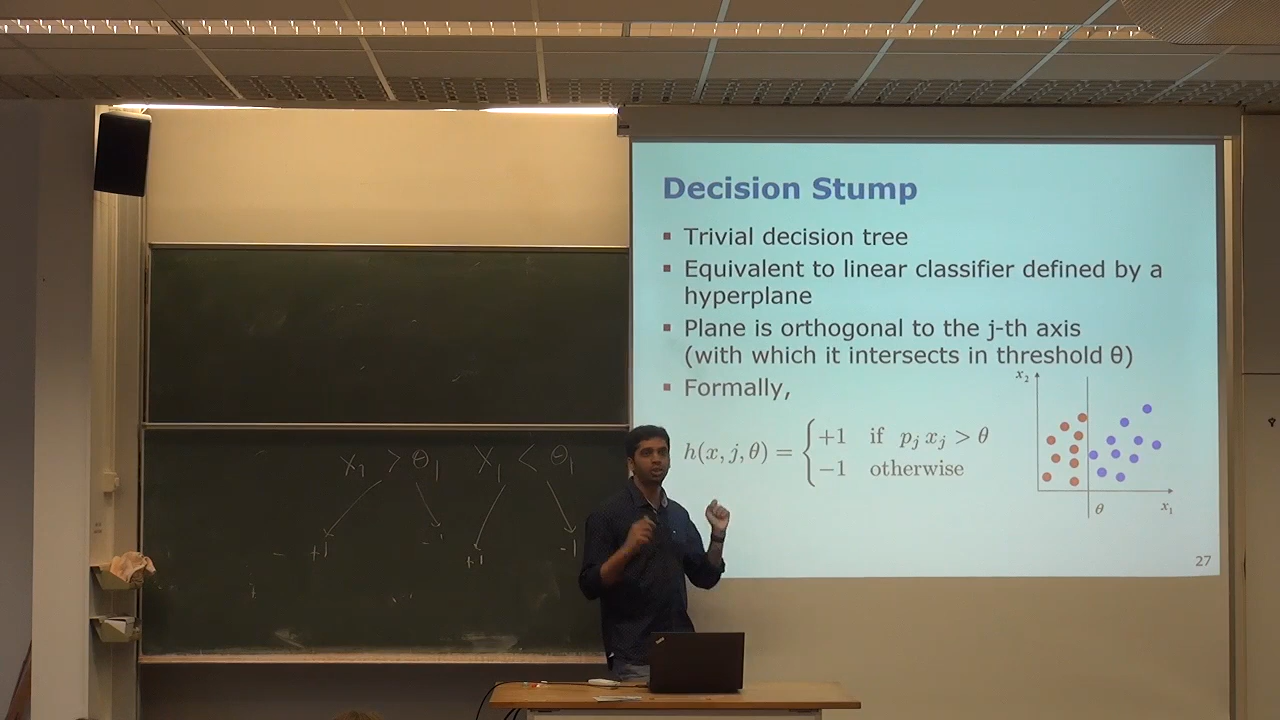 Decision Stump
▪ Trivial decision tree
▪ Equivalent to linear classifier defined by a
hyperplane
▪ Plane is orthogonal to the j-th axis
(with which it intersects in threshold θ)
▪ Formally,
h(x, j, θ) = { +1 if p_j x_j > θ
−1 otherwise
x₂
θ
x₁
27
> θ₁ X₁ < θ₁
+1 -1 +1 -1